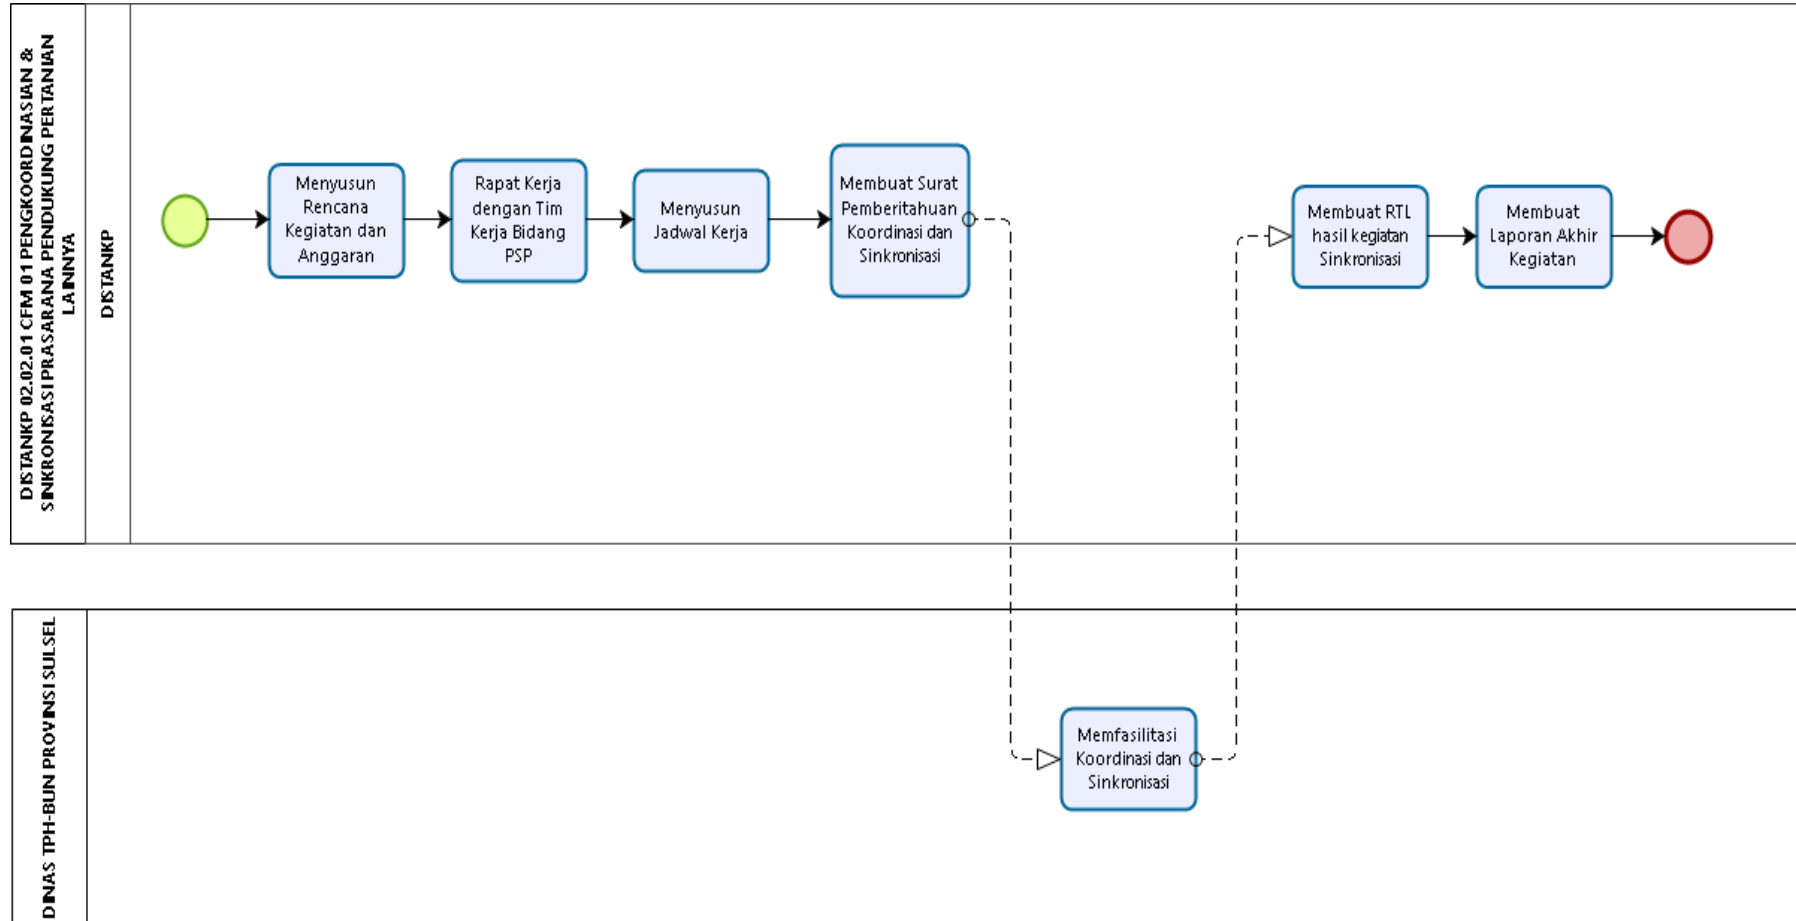 DISTANKP 02.02.01 CFM 01 PENGKOORDINASIAN &
SINKRONISASI PRASARANA PENDUKUNG PERTANIAN
LAINNYA
DISTANKP
Menyusun
Rencana
Kegiatan dan
Anggaran
Rapat Kerja
dengan Tim
Kerja Bidang
PSP
Menyusun
Jadwal Kerja
Membuat Surat
Pemberitahuan
Koordinasi dan
Sinkronisasi
Membuat RTL
hasil kegiatan
Sinkronisasi
Membuat
Laporan Akhir
Kegiatan
DINAS TPH-BUN PROVINSI SULSEL
Memfasilitasi
Koordinasi dan
Sinkronisasi